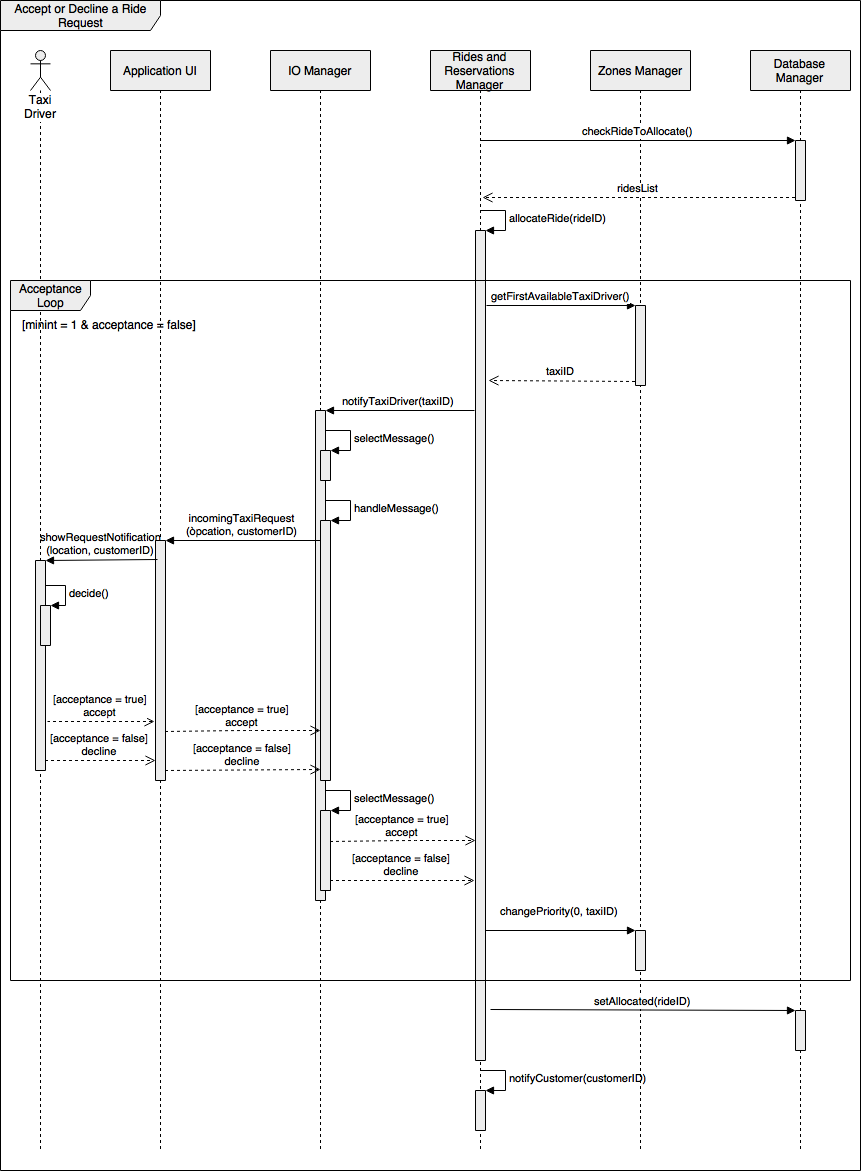 Accept or Decline a Ride
Request
Taxi
Driver
Application UI
IO Manager
Rides and
Reservations
Manager
Zones Manager
Database
Manager
checkRideToAllocate()
ridesList
allocateRide(rideID)
Acceptance
Loop
getFirstAvailableTaxiDriver()
[minint = 1 & acceptance = false]
taxiID
notifyTaxiDriver(taxiID)
selectMessage()
handleMessage()
incomingTaxiRequest
(òpcation, customerID)
showRequestNotification
(location, customerID)
decide()
[acceptance = true]
accept
[acceptance = true]
accept
[acceptance = false]
decline
[acceptance = false]
decline
selectMessage()
[acceptance = true]
accept
[acceptance = false]
decline
changePriority(0, taxiID)
setAllocated(rideID)
notifyCustomer(customerID)